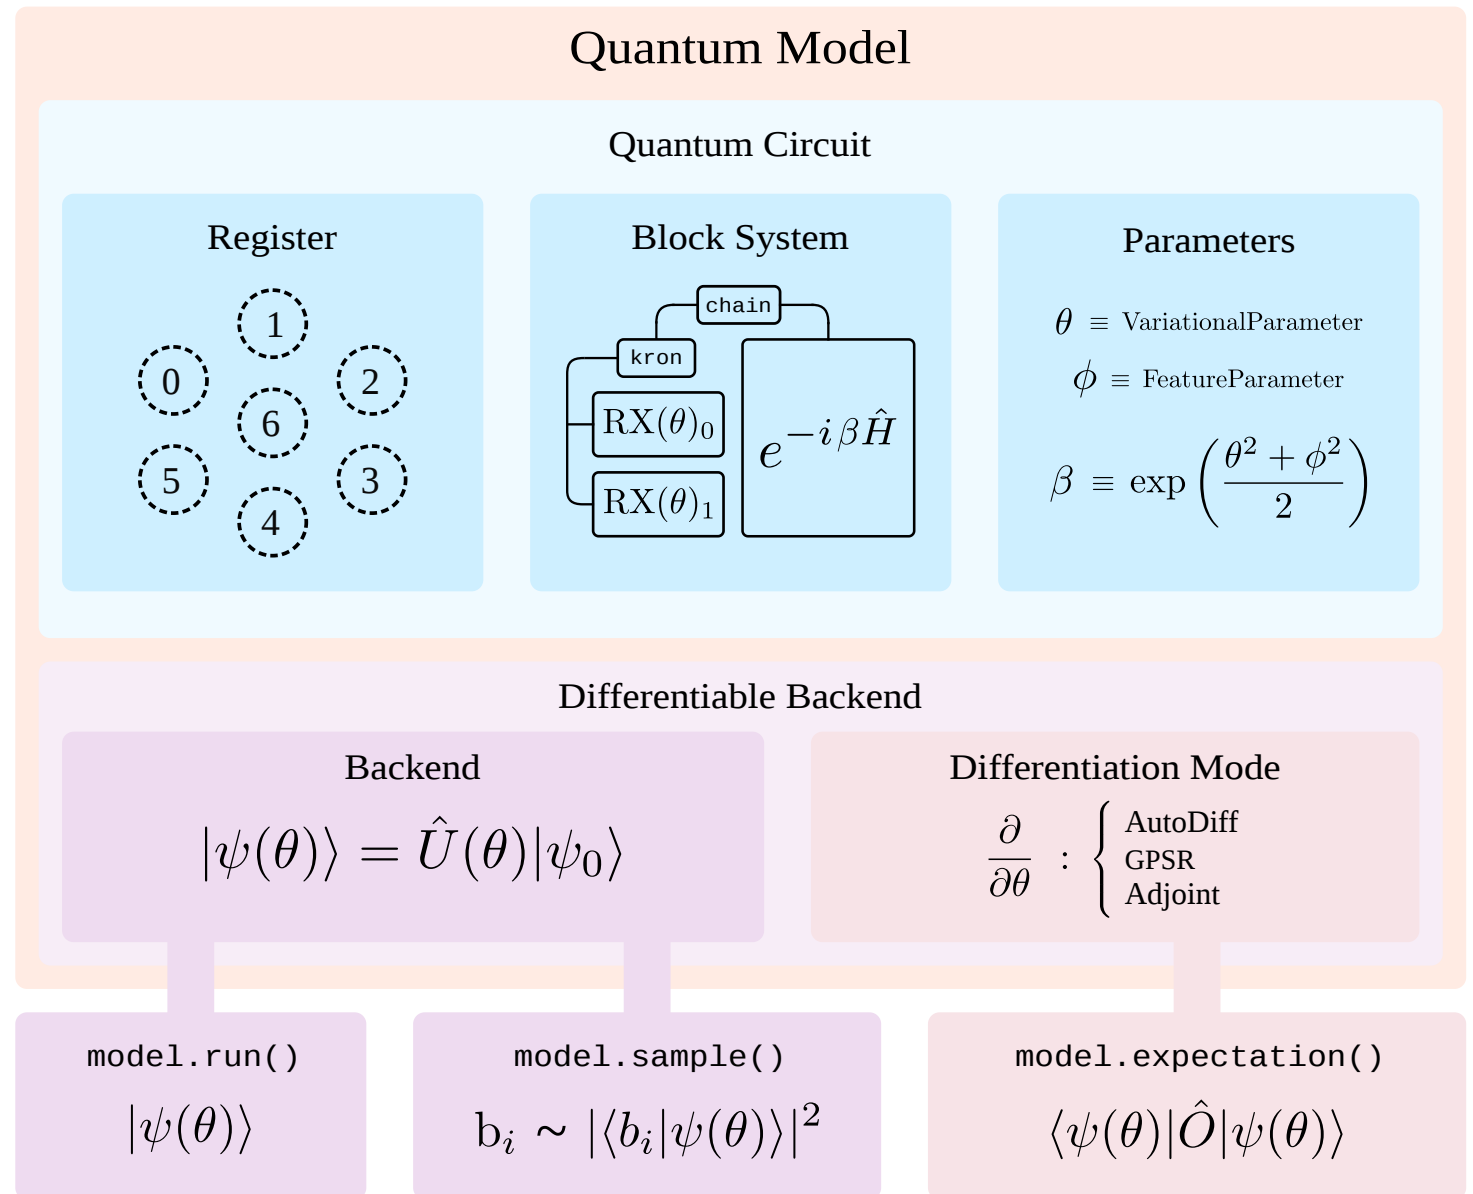 Quantum Model
Quantum Circuit
Register
0
1
2
3
4
5
6
Block System
chain
kron
RX(θ)₀
RX(θ)₁
e^{−iβĤ}
Parameters
θ ≡ VariationalParameter
ϕ ≡ FeatureParameter
β ≡ exp((θ² + ϕ²)/2)
Differentiable Backend
Backend
|ψ(θ)⟩ = Û(θ)|ψ₀⟩
Differentiation Mode
∂/∂θ : {
AutoDiff
GPSR
Adjoint
model.run()
|ψ(θ)⟩
model.sample()
bᵢ ~ |⟨bᵢ|ψ(θ)⟩|²
model.expectation()
⟨ψ(θ)|Ô|ψ(θ)⟩